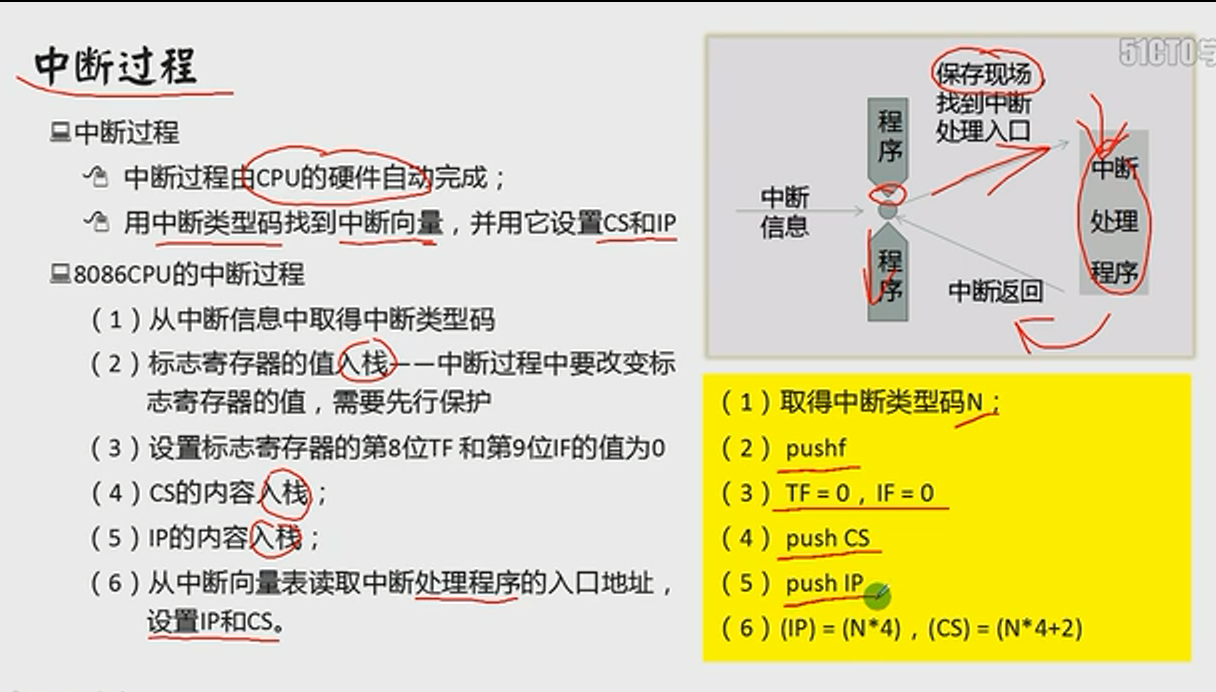 中断过程
中断过程
中断过程由CPU的硬件自动完成；
用中断类型码找到中断向量，并用它设置CS和IP
8086CPU的中断过程
（1）从中断信息中取得中断类型码
（2）标志寄存器的值入栈——中断过程中要改变标
志寄存器的值，需要先行保护
（3）设置标志寄存器的第8位TF 和第9位IF的值为0
（4）CS的内容入栈；
（5）IP的内容入栈；
（6）从中断向量表读取中断处理程序的入口地址，
设置IP和CS。
51CTO学
保存现场，
找到中断
处理入口
程
序
中断
信息
程
序
中断
处理
程序
中断返回
（1）取得中断类型码N；
（2）pushf
（3）TF = 0，IF = 0
（4）push CS
（5）push IP
（6）(IP) = (N*4)，(CS) = (N*4+2)